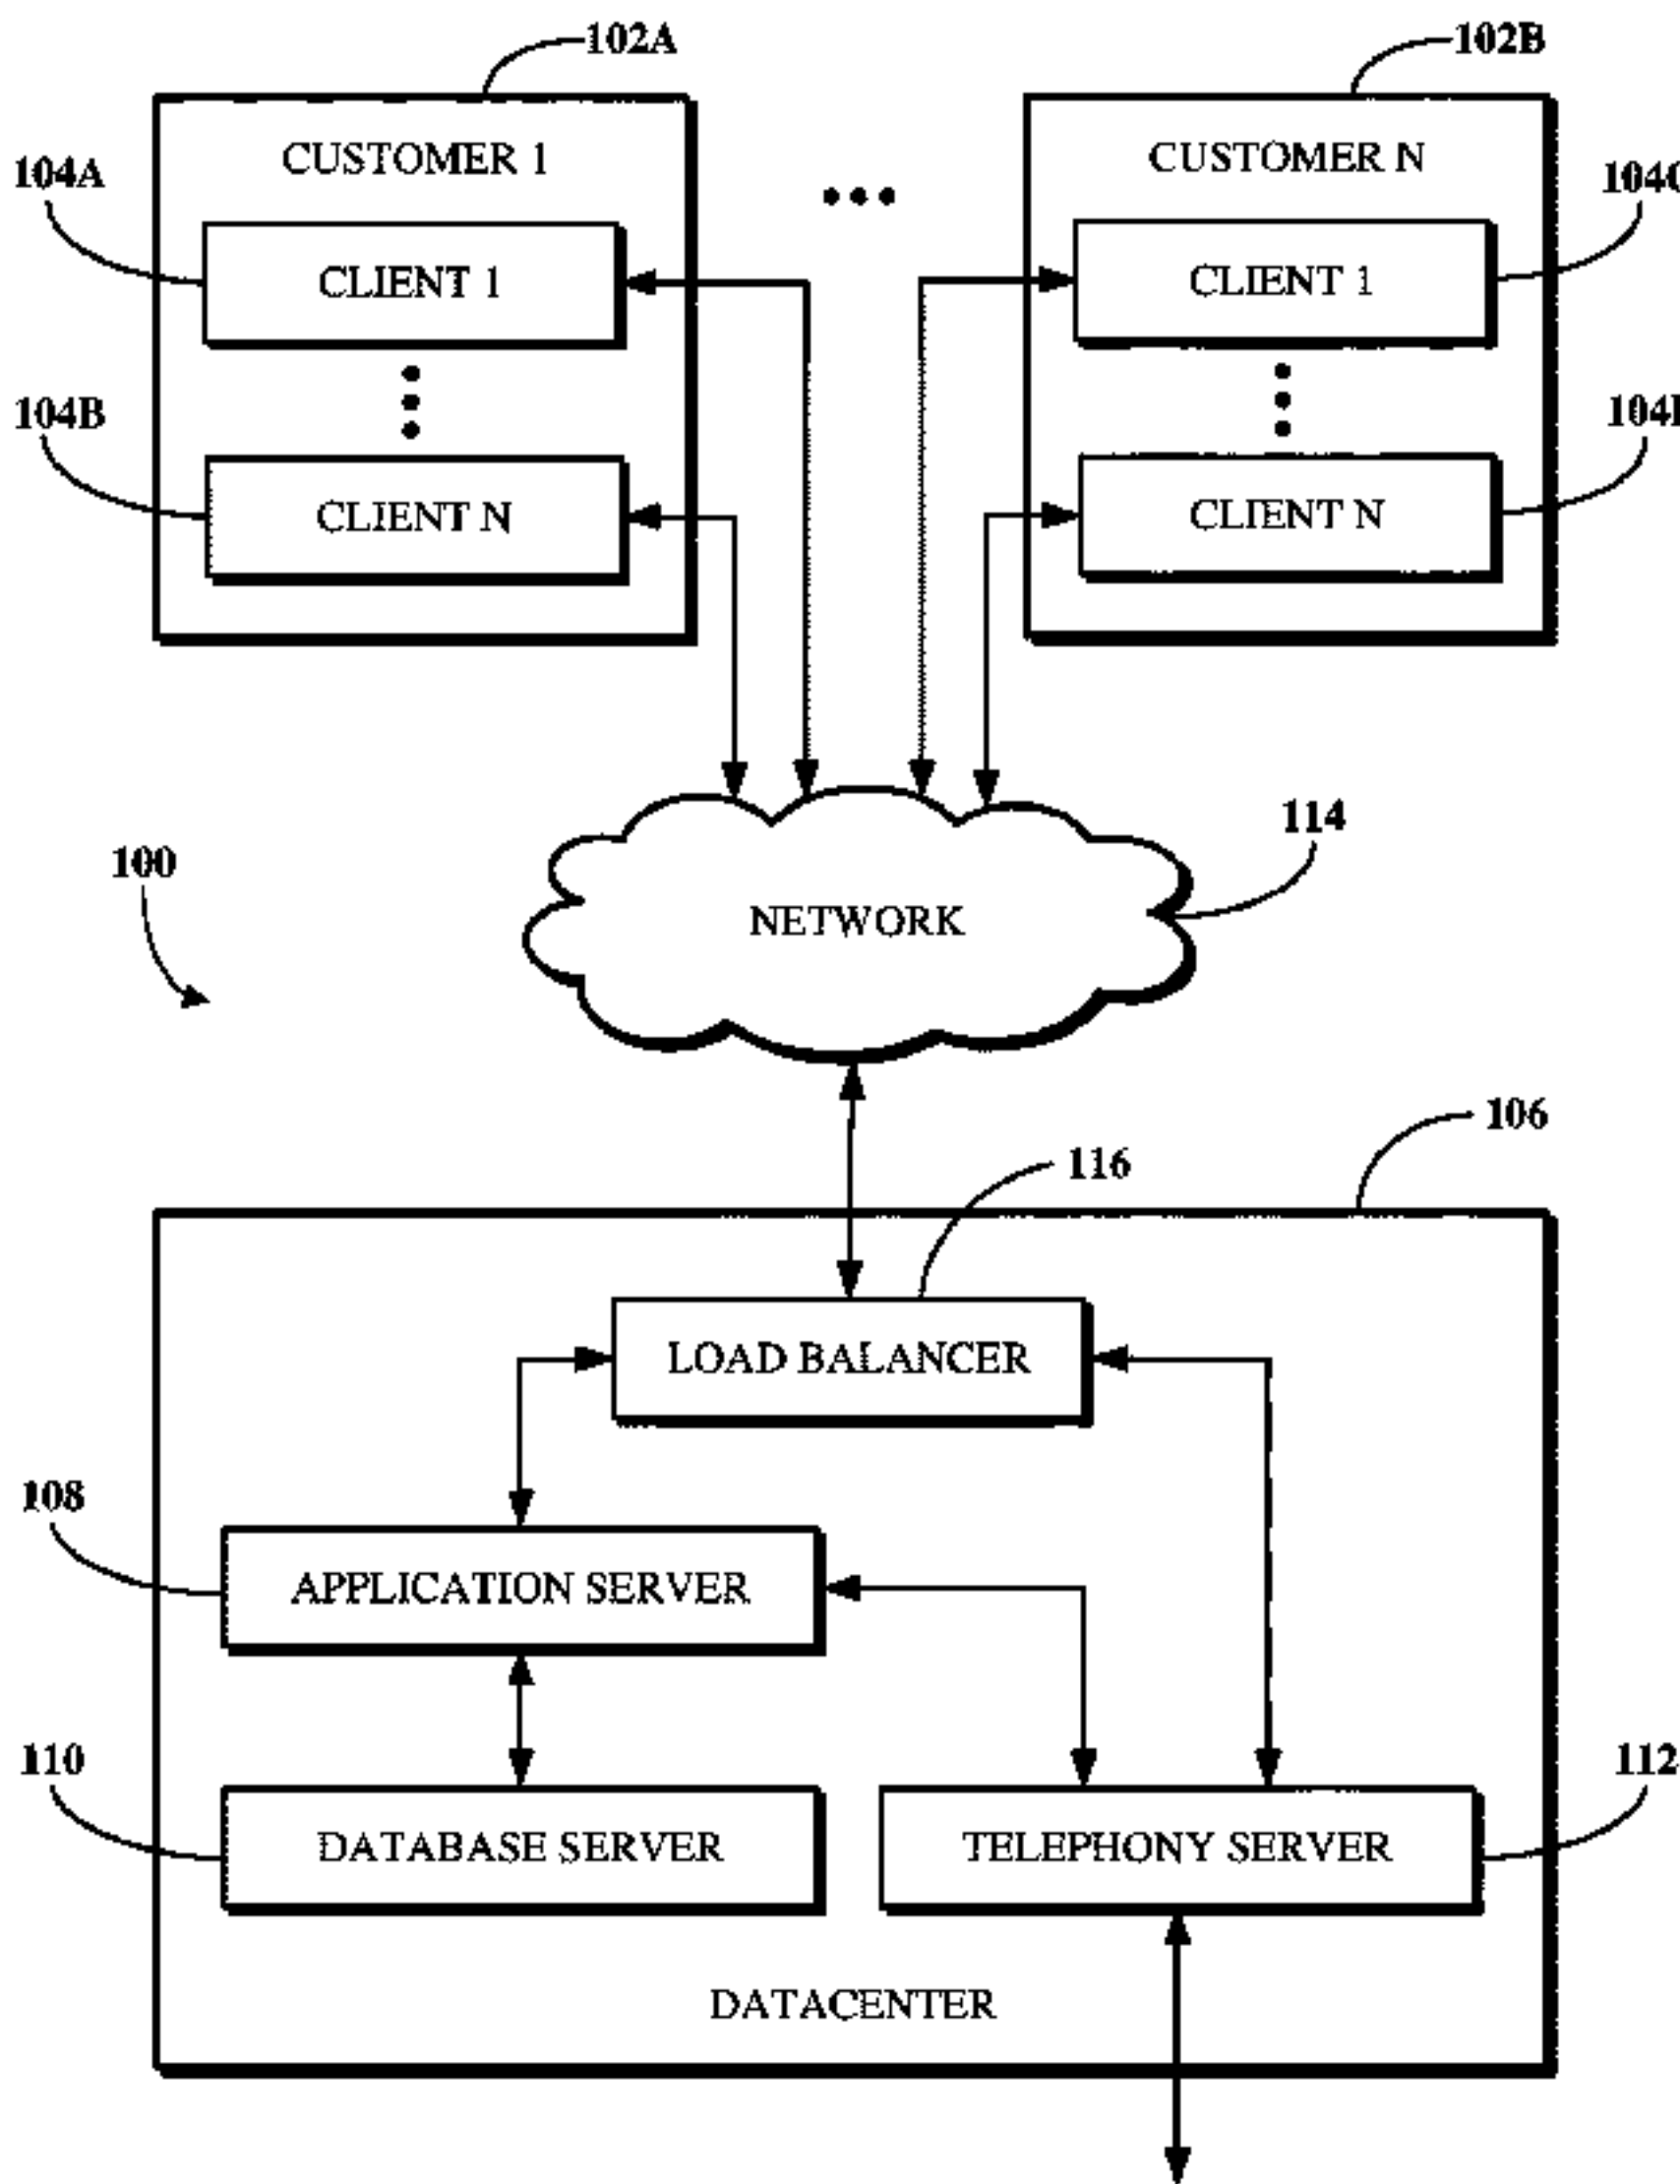 102A
102B
CUSTOMER 1
CUSTOMER N
104A
CLIENT 1
CLIENT 1
104B
CLIENT N
CLIENT N
114
100
NETWORK
106
116
LOAD BALANCER
108
APPLICATION SERVER
110
112
DATABASE SERVER
TELEPHONY SERVER
DATACENTER